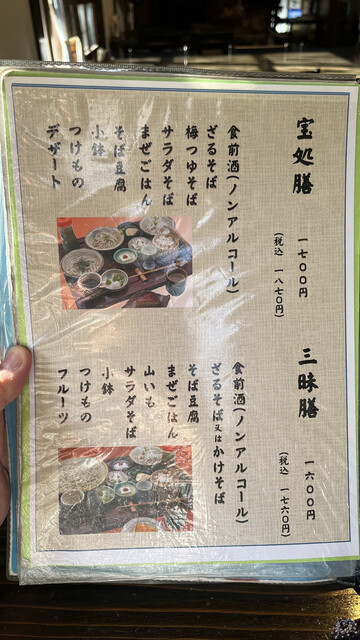 宝処膳
一七〇〇円
(税込 一八七〇円)
食前酒(ノンアルコール)
ざるそば
梅つゆそば
サラダそば
まぜごはん
そば豆腐
小鉢
つけもの
デザート
三昧膳
一六〇〇円
(税込 一七六〇円)
食前酒(ノンアルコール)
ざるそば又はかけそば
そば豆腐
まぜごはん
山いも
サラダそば
小鉢
つけもの
フルーツ